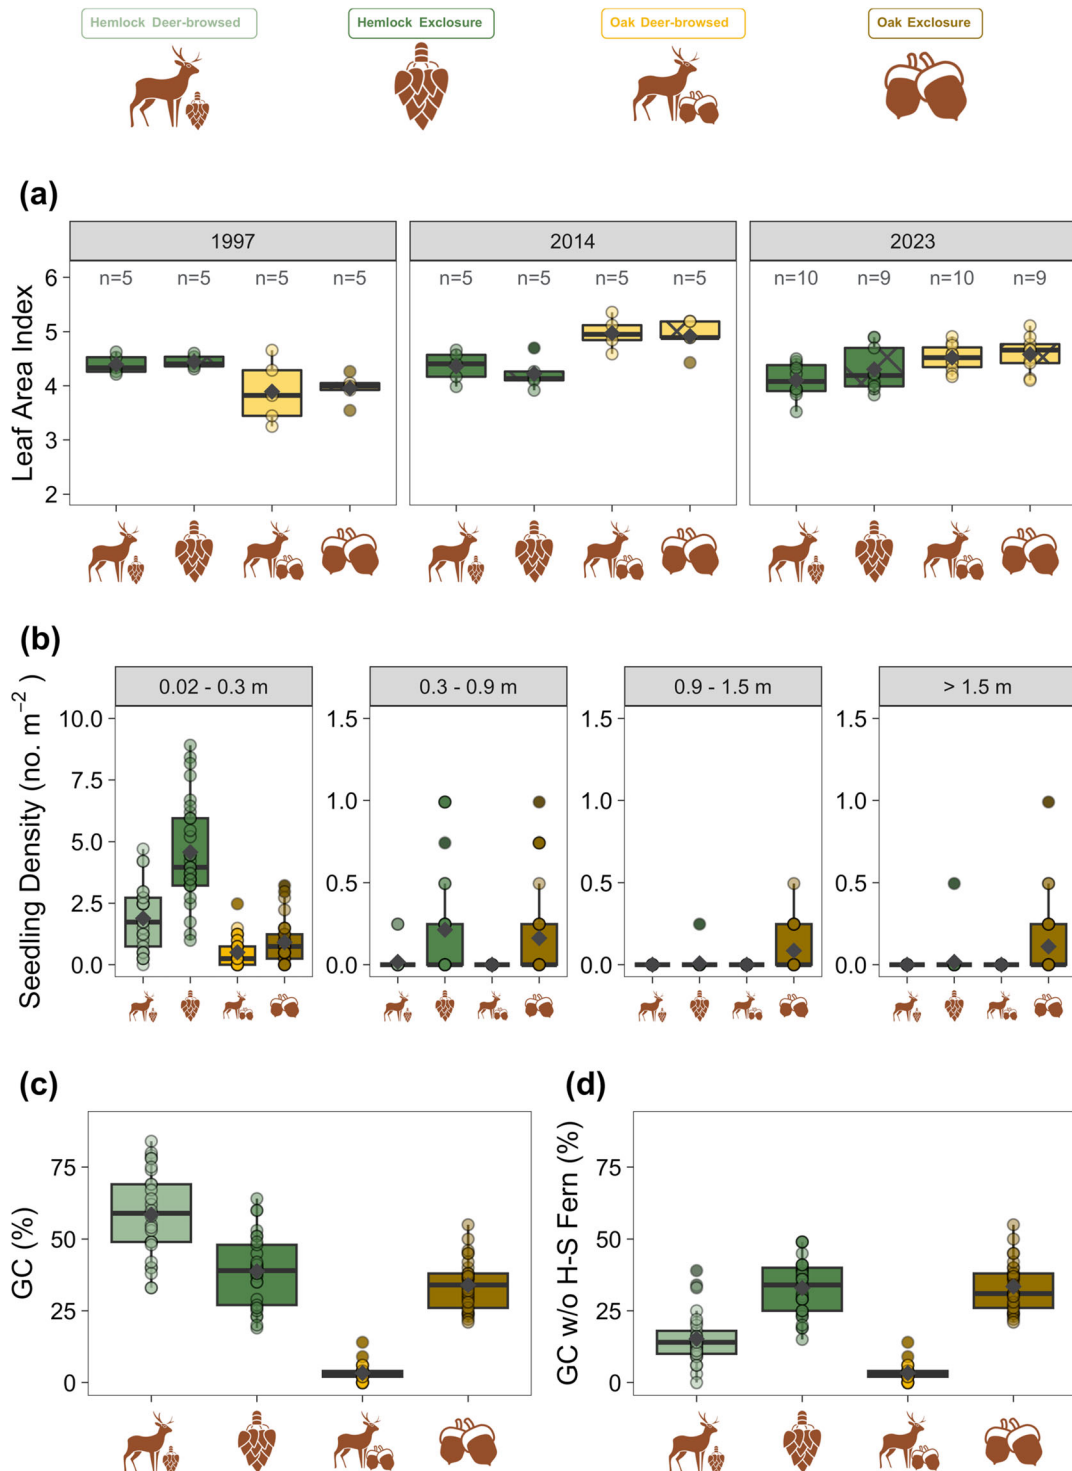 Hemlock Deer-browsed Hemlock Exclosure Oak Deer-browsed Oak Exclosure
(a)
1997 2014 2023
n=5 n=5 n=5 n=5 n=5 n=5 n=5 n=5 n=10 n=9 n=10 n=9
Leaf Area Index
6
5
4
3
2
(b)
0.02 - 0.3 m 0.3 - 0.9 m 0.9 - 1.5 m > 1.5 m
Seedling Density (no. m⁻²)
10.0 1.5 1.5 1.5
7.5 1.0 1.0 1.0
5.0
2.5 0.5 0.5 0.5
0.0 0.0 0.0 0.0
(c) (d)
GC (%)
75
50
25
0
GC w/o H-S Fern (%)
75
50
25
0